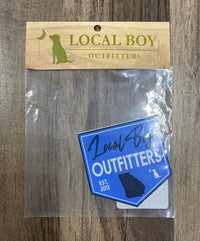 LOCAL BOY
OUTFITTERS
Local Boy
OUTFITTERS
EST.
2013